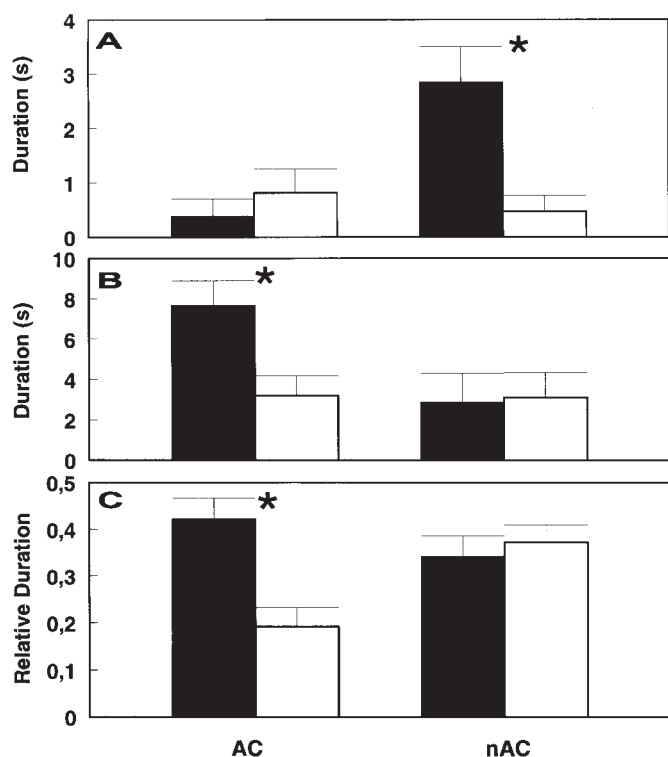 4
A
*
3
2
1
0
Duration (s)
10
B
*
8
6
4
2
0
Duration (s)
0,5
C
*
0,4
0,3
0,2
0,1
0
Relative Duration
AC nAC